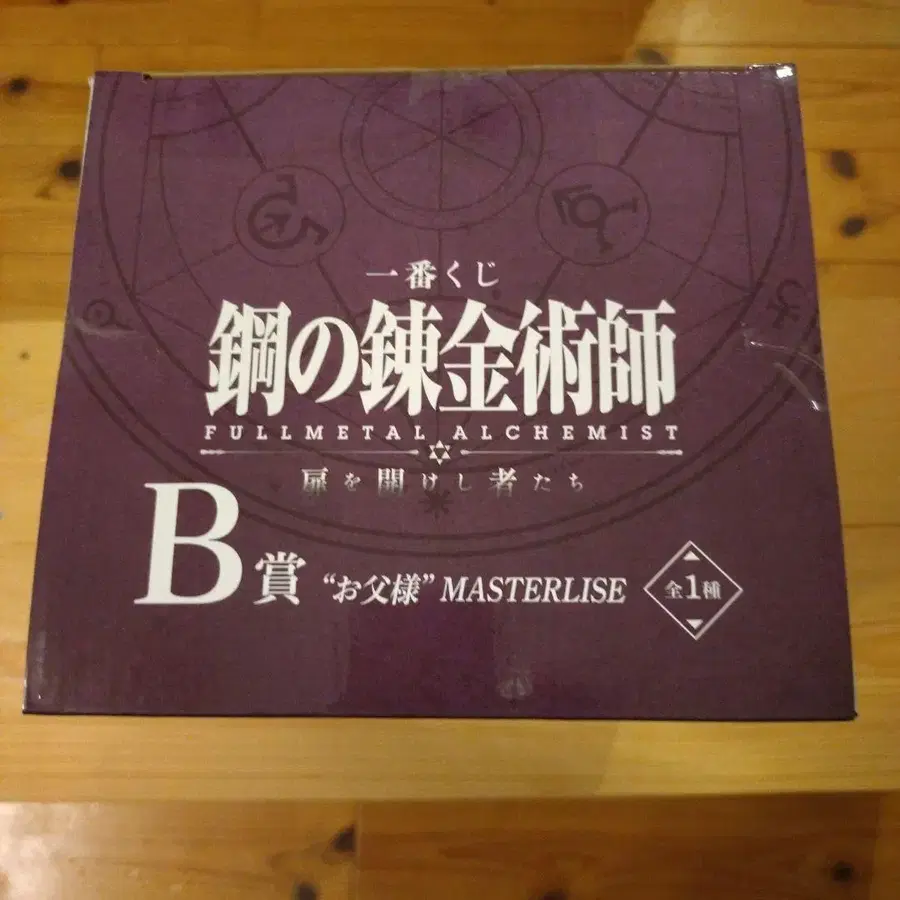 一番くじ
鋼の錬金術師
FULLMETAL ALCHEMIST
扉を開けし者たち
B賞 “お父様” MASTERLISE 全1種